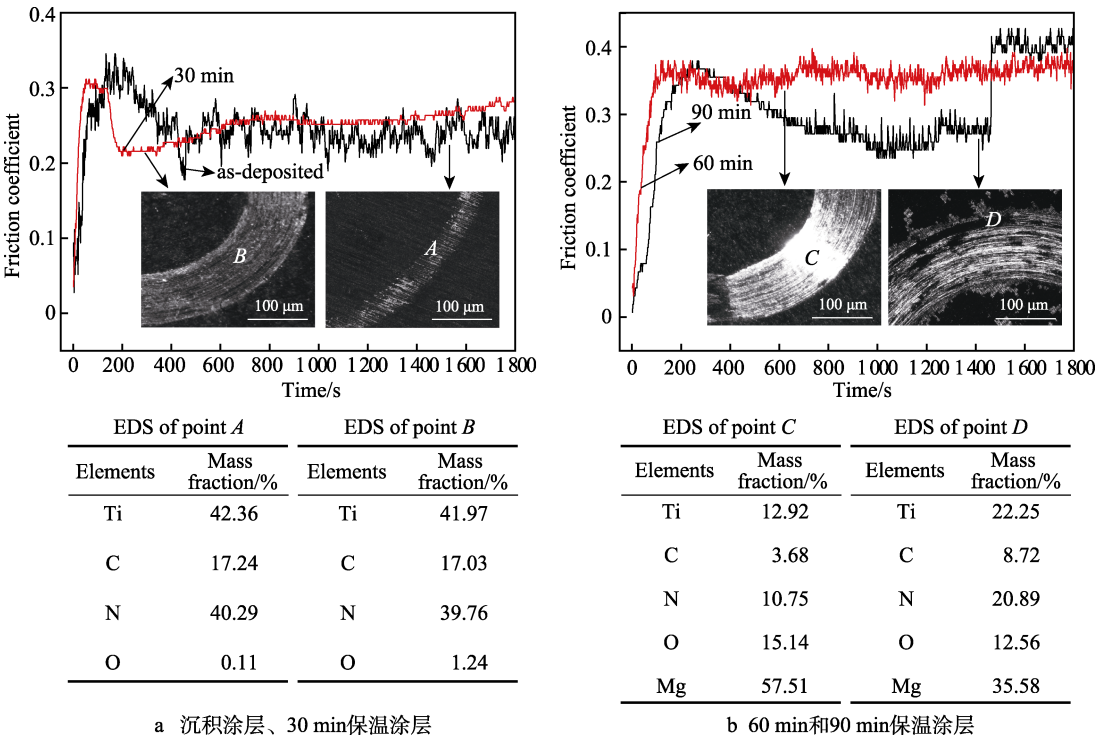 0.4
0.3
0.2
0.1
0
Friction coefficient
30 min
as-deposited
B
100 μm
A
100 μm
0 200 400 600 800 1 000 1 200 1 400 1 600 1 800
Time/s
0.4
0.3
0.2
0.1
0
Friction coefficient
90 min
60 min
C
100 μm
D
100 μm
0 200 400 600 800 1 000 1 200 1 400 1 600 1 800
Time/s
EDS of point A
Elements Mass
fraction/%
Ti 42.36
C 17.24
N 40.29
O 0.11
EDS of point B
Elements Mass
fraction/%
Ti 41.97
C 17.03
N 39.76
O 1.24
EDS of point C
Elements Mass
fraction/%
Ti 12.92
C 3.68
N 10.75
O 15.14
Mg 57.51
EDS of point D
Elements Mass
fraction/%
Ti 22.25
C 8.72
N 20.89
O 12.56
Mg 35.58
a 沉积涂层、30 min保温涂层
b 60 min和90 min保温涂层